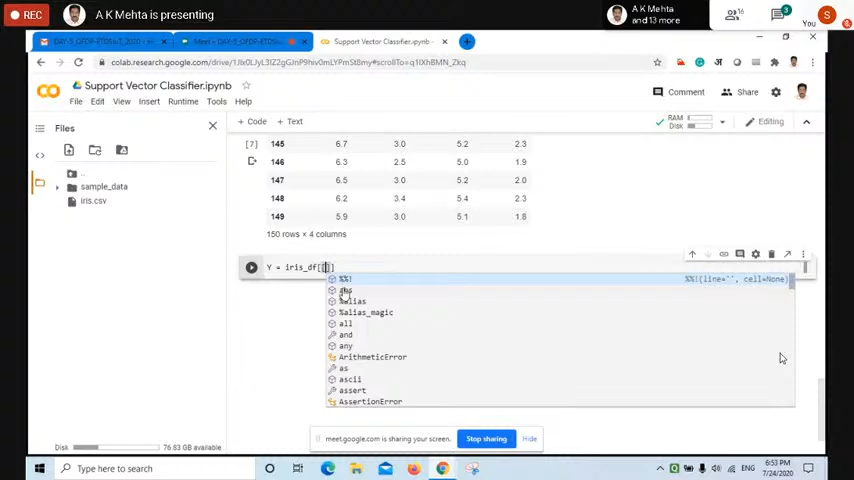 REC
A K Mehta is presenting
A K Mehta
and 13 more
16
3
S
Support Vector Classifier.ipynb
colab.research.google.com/drive/
Support Vector Classifier.ipynb
Comment
Share
File Edit View Insert Runtime Tools Help
+ Code + Text
RAM
Disk
Editing
Files
..
sample_data
iris.csv
[7]
145 6.7 3.0 5.2 2.3
146 6.3 2.5 5.0 1.9
147 6.5 3.0 5.2 2.0
148 6.2 3.4 5.4 2.3
149 5.9 3.0 5.1 1.8
150 rows × 4 columns
Y = iris_df[[]]
%%!
%%!(line='', cell=None)
abs
%alias
%alias_magic
all
and
any
ArithmeticError
as
ascii
assert
AssertionError
Disk
76.83 GB available
meet.google.com is sharing your screen.
Stop sharing
Hide
Type here to search
ENG
6:53 PM
7/24/2020